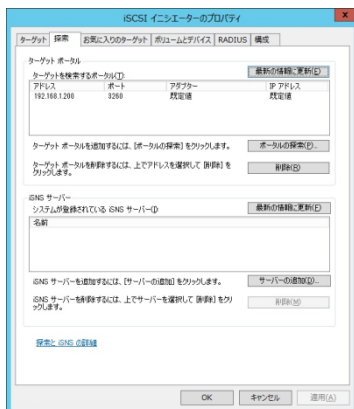 iSCSI イニシエーターのプロパティ
ターゲット 探索 お気に入りのターゲット ボリュームとデバイス RADIUS 構成
ターゲット ポータル
ターゲットを検索するポータル(T):
最新の情報に更新(E)
アドレス ポート アダプター IP アドレス
192.168.1.200 3260 既定値 既定値
ターゲット ポータルを追加するには、[ポータルの探索] をクリックします。
ポータルの探索(P)...
ターゲット ポータルを削除するには、上でアドレスを選択して [削除] を
クリックします。
削除(R)
iSNS サーバー
システムが登録されている iSNS サーバー(I):
最新の情報に更新(F)
名前
iSNS サーバーを追加するには、[サーバーの追加] をクリックします。
サーバーの追加(D)...
iSNS サーバーを削除するには、上でサーバーを選択して [削除] をクリ
ックします。
削除(M)
探索と iSNS の詳細
OK キャンセル 適用(A)